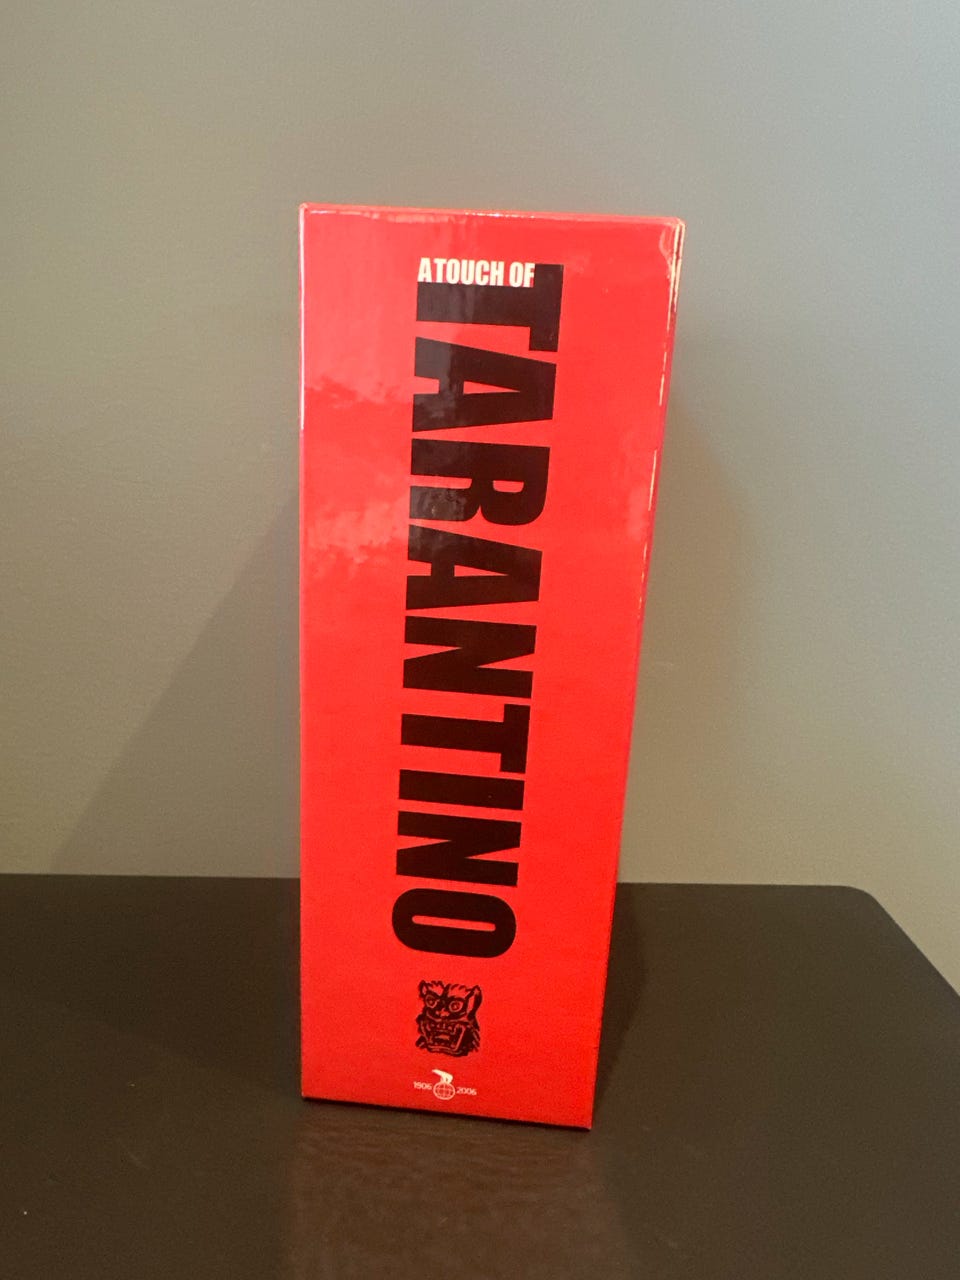 A TOUCH OF
TARANTINO
1906 2006